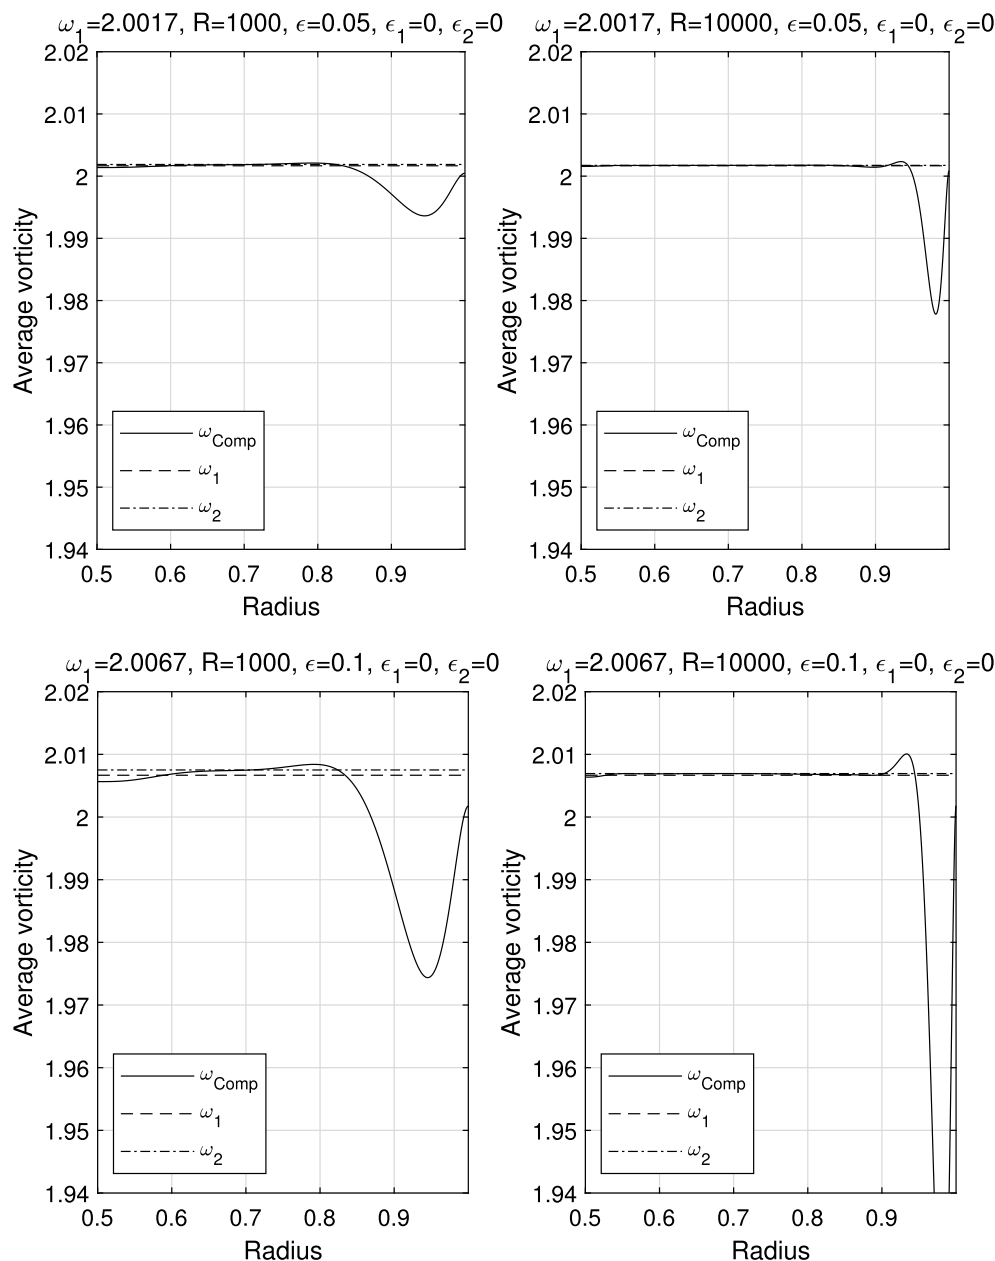 ω₁=2.0017, R=1000, ϵ=0.05, ϵ₁=0, ϵ₂=0
2.02
2.01
2
1.99
1.98
1.97
1.96
1.95
1.94
Average vorticity
ω_Comp
ω₁
ω₂
0.5 0.6 0.7 0.8 0.9
Radius
ω₁=2.0017, R=10000, ϵ=0.05, ϵ₁=0, ϵ₂=0
2.02
2.01
2
1.99
1.98
1.97
1.96
1.95
1.94
Average vorticity
ω_Comp
ω₁
ω₂
0.5 0.6 0.7 0.8 0.9
Radius
ω₁=2.0067, R=1000, ϵ=0.1, ϵ₁=0, ϵ₂=0
2.02
2.01
2
1.99
1.98
1.97
1.96
1.95
1.94
Average vorticity
ω_Comp
ω₁
ω₂
0.5 0.6 0.7 0.8 0.9
Radius
ω₁=2.0067, R=10000, ϵ=0.1, ϵ₁=0, ϵ₂=0
2.02
2.01
2
1.99
1.98
1.97
1.96
1.95
1.94
Average vorticity
ω_Comp
ω₁
ω₂
0.5 0.6 0.7 0.8 0.9
Radius